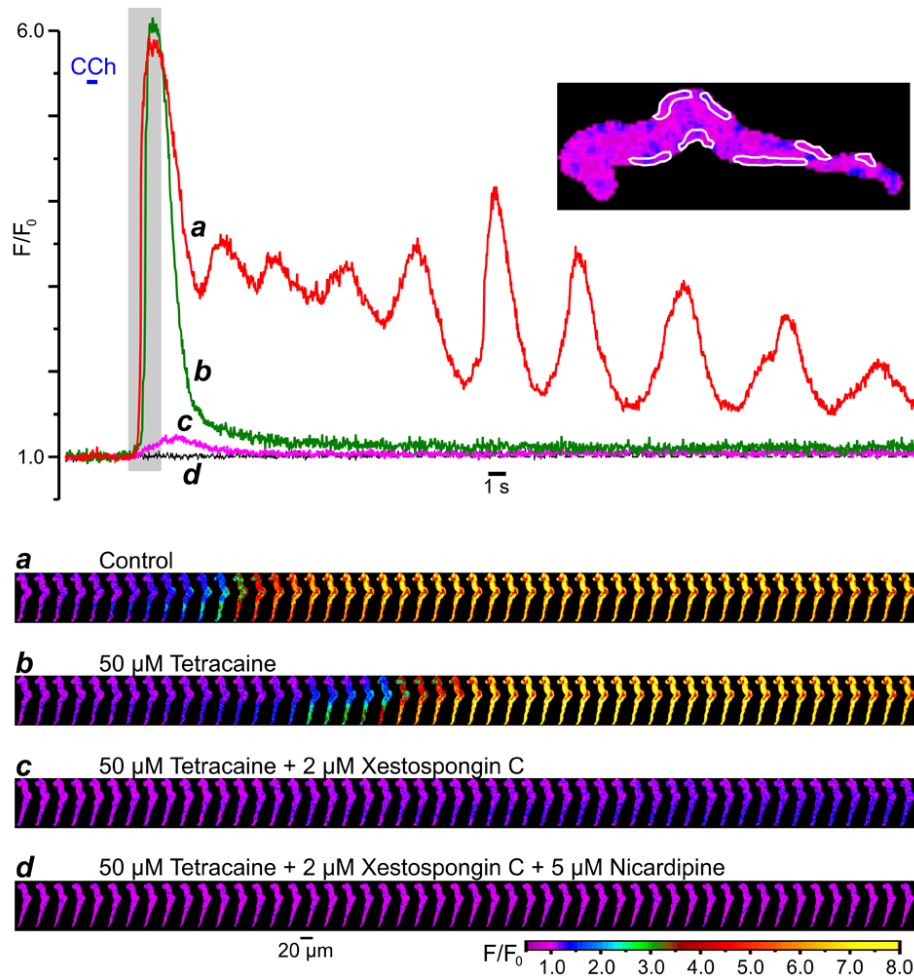 6.0
CCh
F/F0
a
b
c
1.0
d
1 s
a Control
b 50 µM Tetracaine
c 50 µM Tetracaine + 2 µM Xestospongin C
d 50 µM Tetracaine + 2 µM Xestospongin C + 5 µM Nicardipine
20 µm
F/F0
1.0 2.0 3.0 4.0 5.0 6.0 7.0 8.0